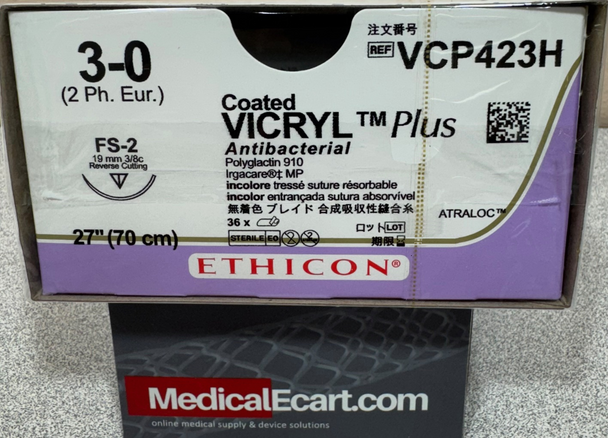 3-0
(2 Ph. Eur.)
FS-2
19 mm 3/8c
Reverse Cutting
27" (70 cm)
注文番号
REF VCP423H
Coated
VICRYL™ Plus
Antibacterial
Polyglactin 910
Irgacare®‡ MP
incolore tressé suture résorbable
incolor entrançada sutura absorvível
無着色 ブレイド 合成吸収性縫合糸
36 x
STERILE EO
ATRALOC™
ロット LOT
期限
ETHICON®
MedicalEcart.com
online medical supply & device solutions